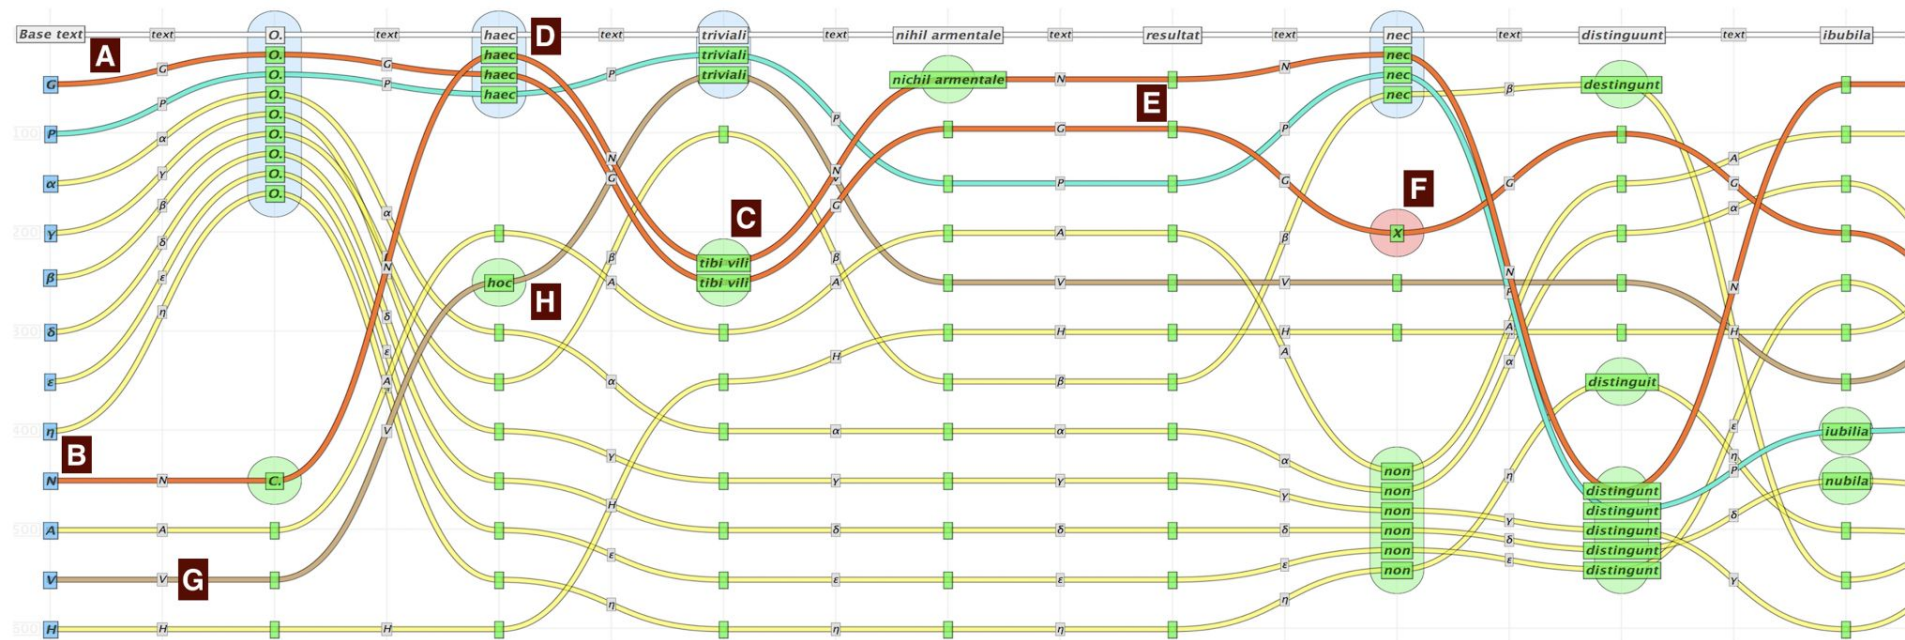 Base text text O. text haec D text triviali text nihil armentale text resultat text nec text distinguunt text ibubila
A G O. G haec P triviali N nec
G P O. P haec triviali nichil armentale N E nec β destingunt
P α O. haec P G P nec
α γ O. N P A
γ β O. α G N G P G F G G
β δ O. N β C β A β X α
δ ε O. δ hoc H A tibi vili A V V N N
ε η O. ε α tibi vili H H P H
η A H β A A distinguit
B V γ α α α α ε iubilia
N N C. H γ γ γ non η distingunt η P nubila
A A ε δ δ δ non γ distingunt δ
V V G η ε ε ε non δ distingunt γ
H H H η η η non ε distingunt
non distingunt
non